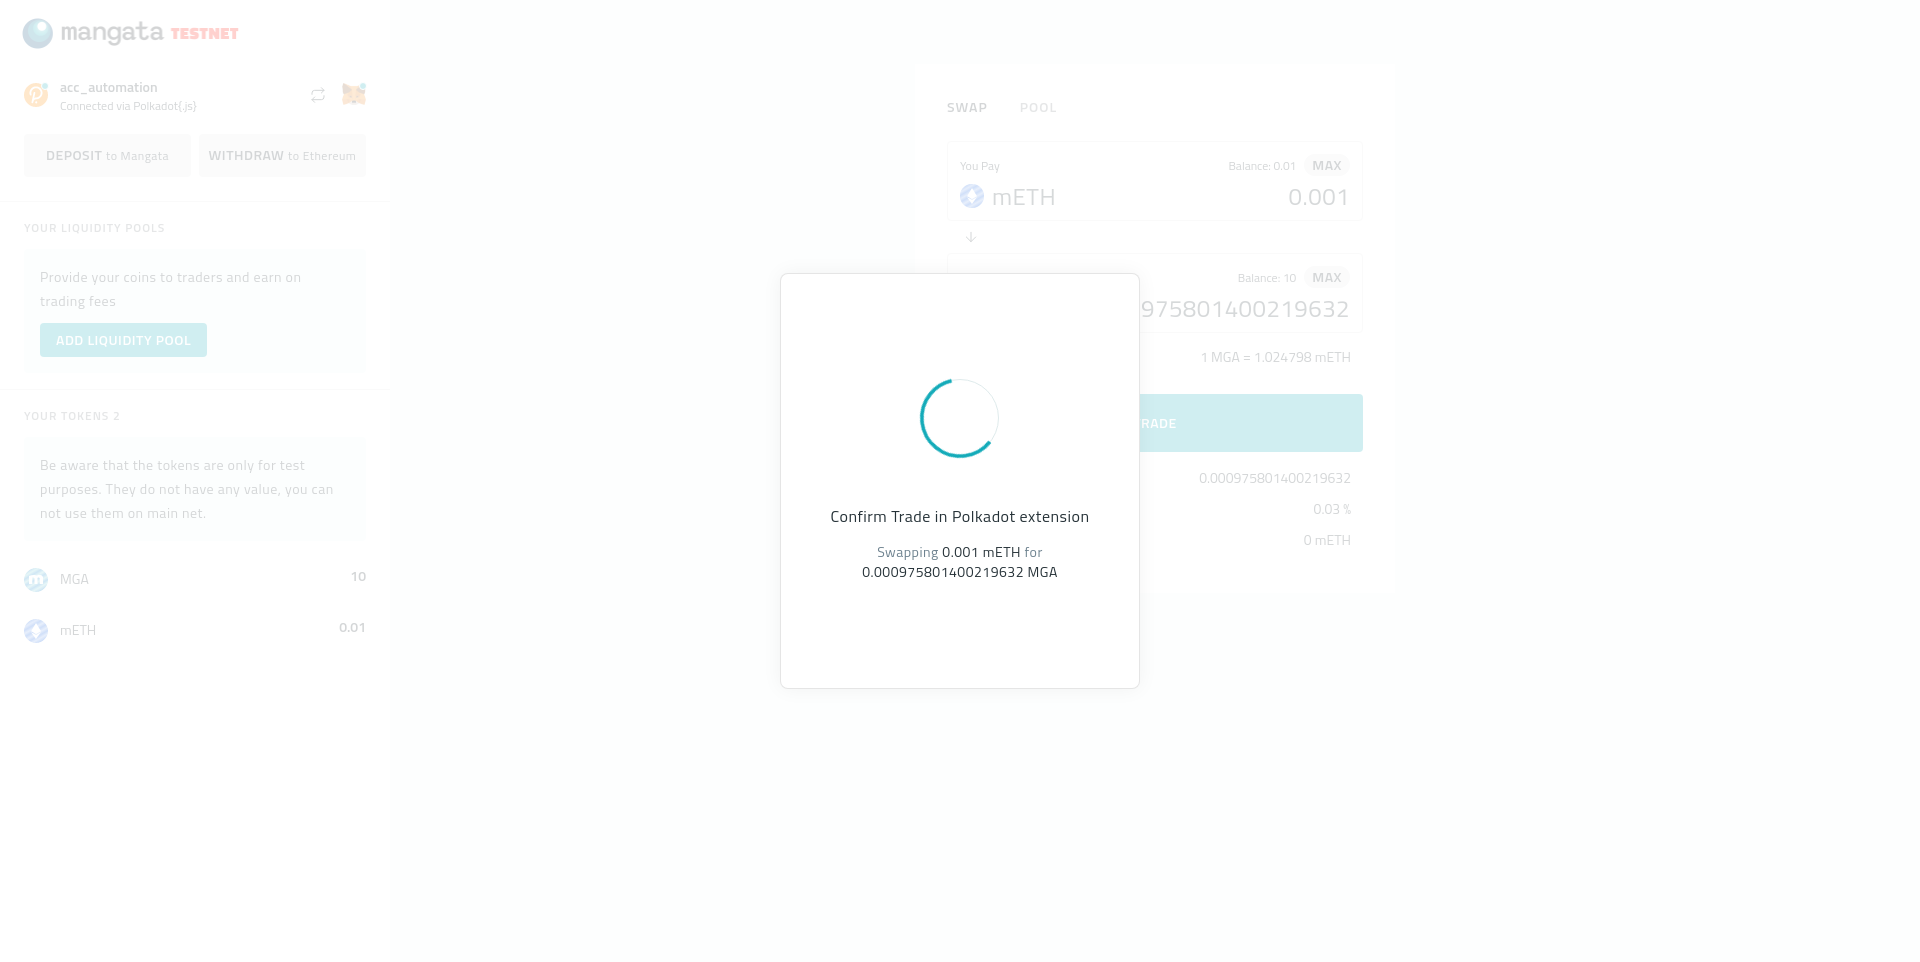 mangata TESTNET
acc_automation
Connected via Polkadot{.js}
DEPOSIT to Mangata
WITHDRAW to Ethereum
YOUR LIQUIDITY POOLS
Provide your coins to traders and earn on
trading fees
ADD LIQUIDITY POOL
YOUR TOKENS 2
Be aware that the tokens are only for test
purposes. They do not have any value, you can
not use them on main net.
MGA 10
mETH 0.01
SWAP POOL
You Pay Balance: 0.01 MAX
mETH 0.001
Balance: 10 MAX
975801400219632
1 MGA = 1.024798 mETH
RADE
0.000975801400219632
0.03 %
0 mETH
Confirm Trade in Polkadot extension
Swapping 0.001 mETH for
0.000975801400219632 MGA